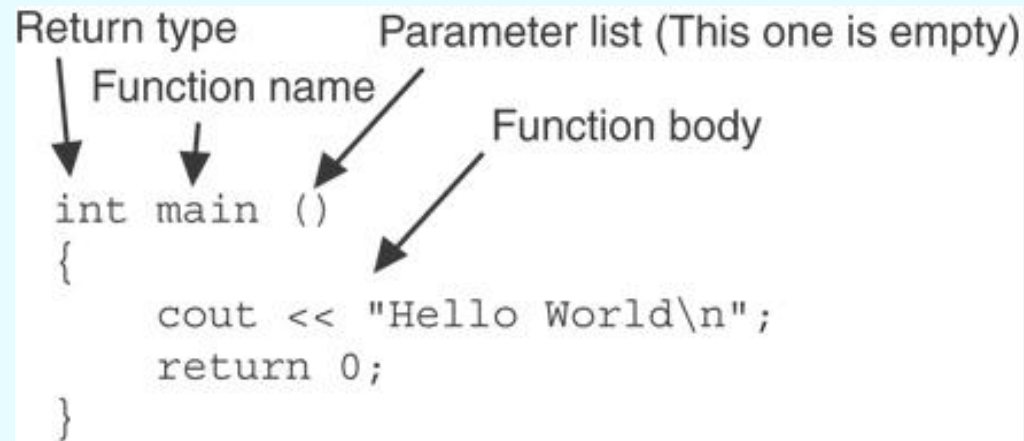 Return type
Parameter list (This one is empty)
Function name
Function body
int main ()
{
cout << "Hello World\n";
return 0;
}